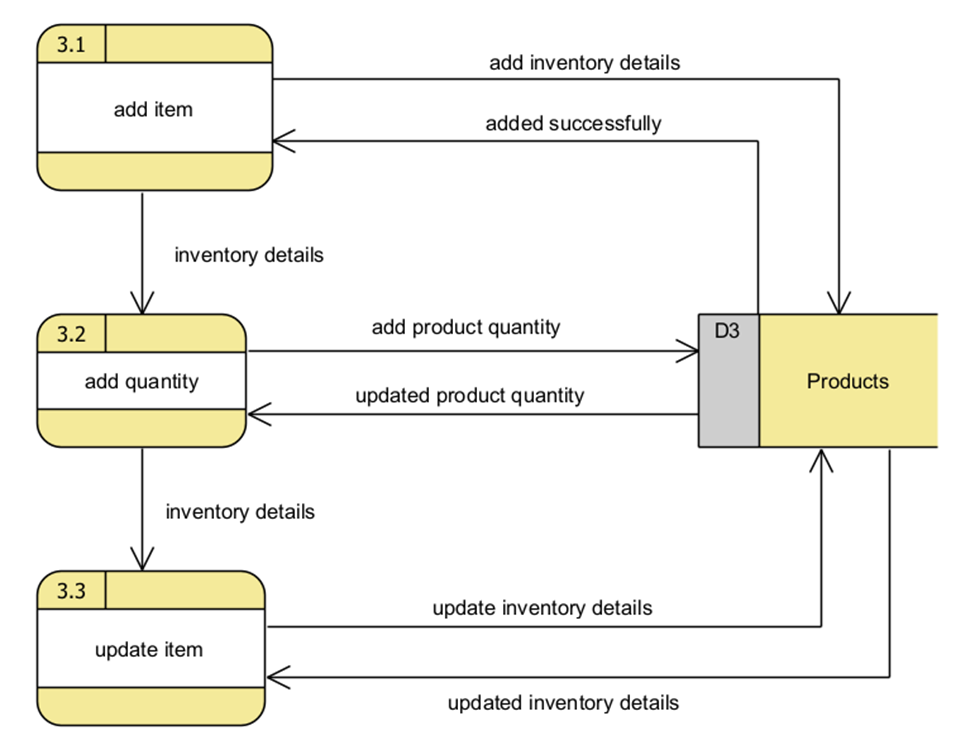 3.1
add item
add inventory details
added successfully
inventory details
3.2
add quantity
add product quantity
updated product quantity
D3
Products
inventory details
3.3
update item
update inventory details
updated inventory details